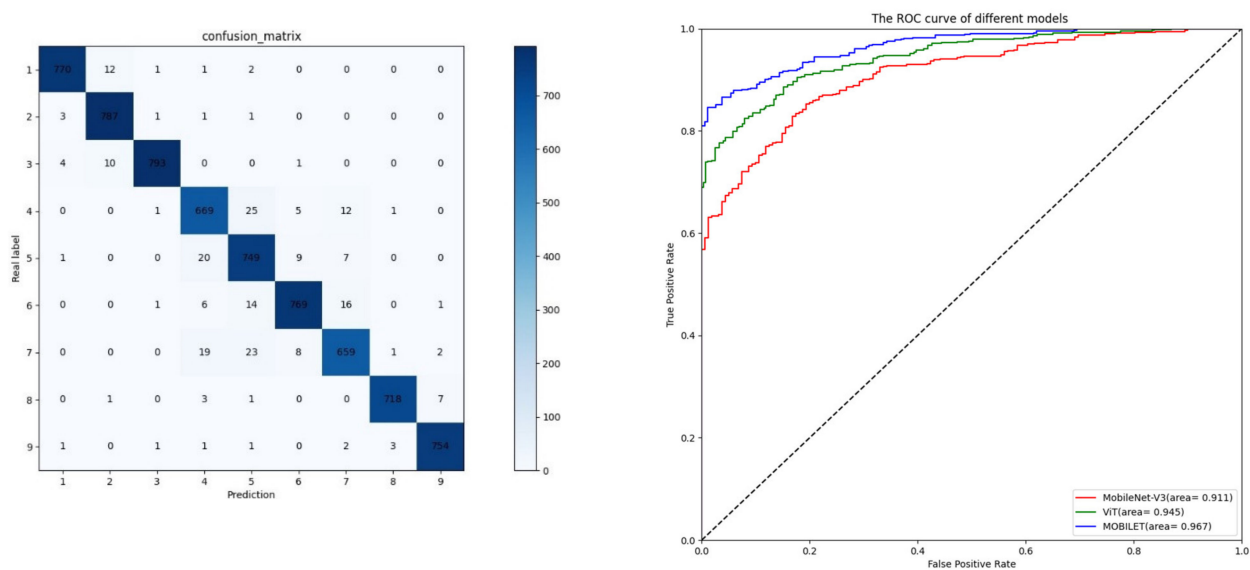 confusion_matrix
1 770 12 1 1 2 0 0 0 0
2 3 787 1 1 1 0 0 0 0
3 4 10 793 0 0 1 0 0 0
4 0 0 1 669 25 5 12 1 0
5 1 0 0 20 749 9 7 0 0
6 0 0 1 6 14 769 16 0 1
7 0 0 0 19 23 8 659 1 2
8 0 1 0 3 1 0 0 718 7
9 1 0 1 1 1 0 2 3 754
1 2 3 4 5 6 7 8 9
Prediction
Real label
700
600
500
400
300
200
100
0
The ROC curve of different models
1.0
0.8
0.6
0.4
0.2
0.0
0.0 0.2 0.4 0.6 0.8 1.0
False Positive Rate
True Positive Rate
MobileNet-V3(area= 0.911)
ViT(area= 0.945)
MOBILET(area= 0.967)